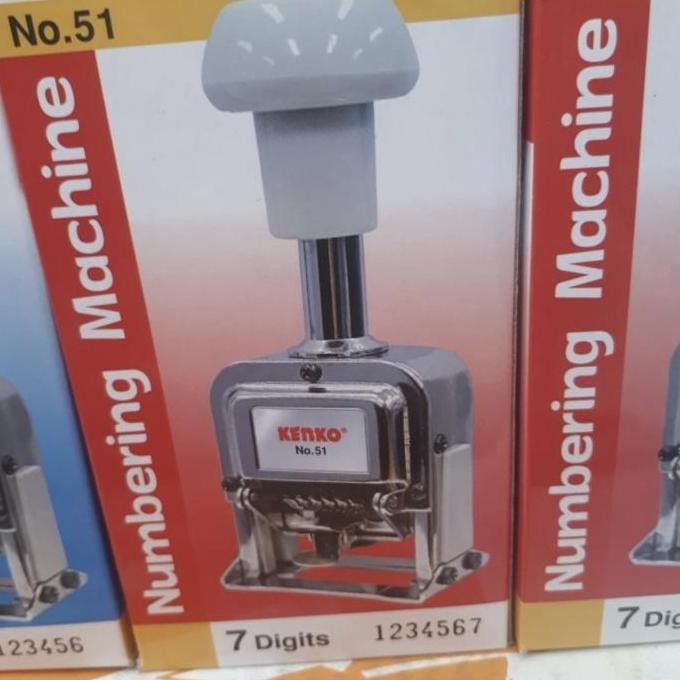 No.51
Numbering Machine
KENKO®
No.51
7 Digits 1234567
123456
Numbering Machine
7 Dig